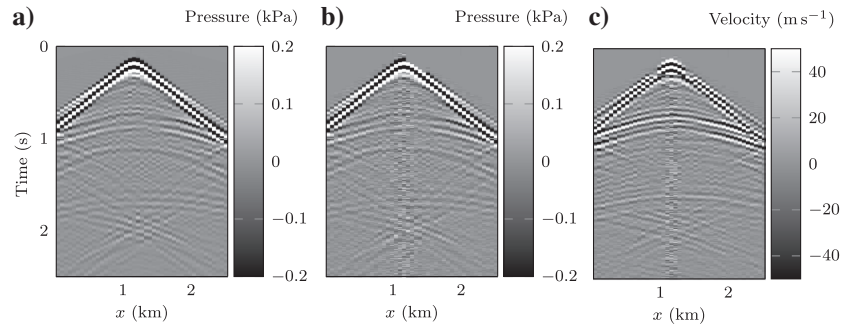 a) Pressure (kPa) b) Pressure (kPa) c) Velocity (m s−1)
0 0.2 0.2
40
0.1 0.1 20
1 0 0 0
Time (s)
−0.1 −0.1 −20
2
−40
−0.2 −0.2
1 2 1 2 1 2
x (km) x (km) x (km)